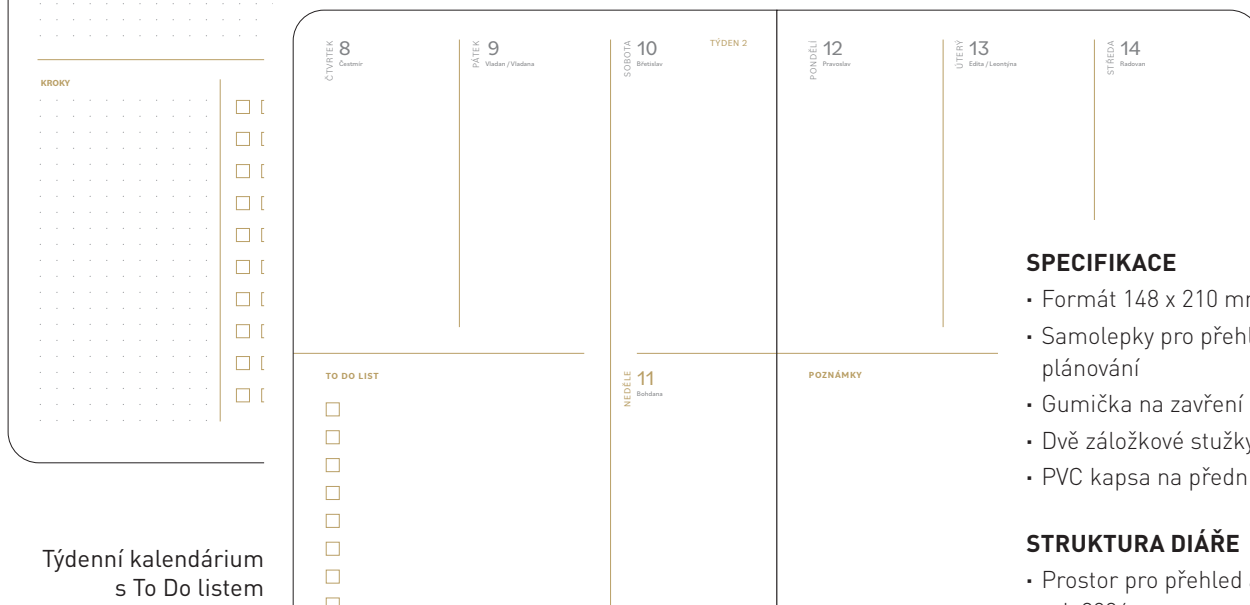 KROKY
Týdenní kalendárium
s To Do listem
ČTVRTEK
8
Čestmír
PÁTEK
9
Vladan / Vladana
SOBOTA
10
Břetislav
TÝDEN 2
TO DO LIST
NEDĚLE
11
Bohdana
PONDĚLÍ
12
Pravoslav
ÚTERÝ
13
Edita / Leontýna
STŘEDA
14
Radovan
POZNÁMKY
SPECIFIKACE
• Formát 148 x 210
• Samolepky pro
plánování
• Gumička na zavření
• Dvě záložkové stužky
• PVC kapsa na
STRUKTURA DIÁŘE
• Prostor pro přehled